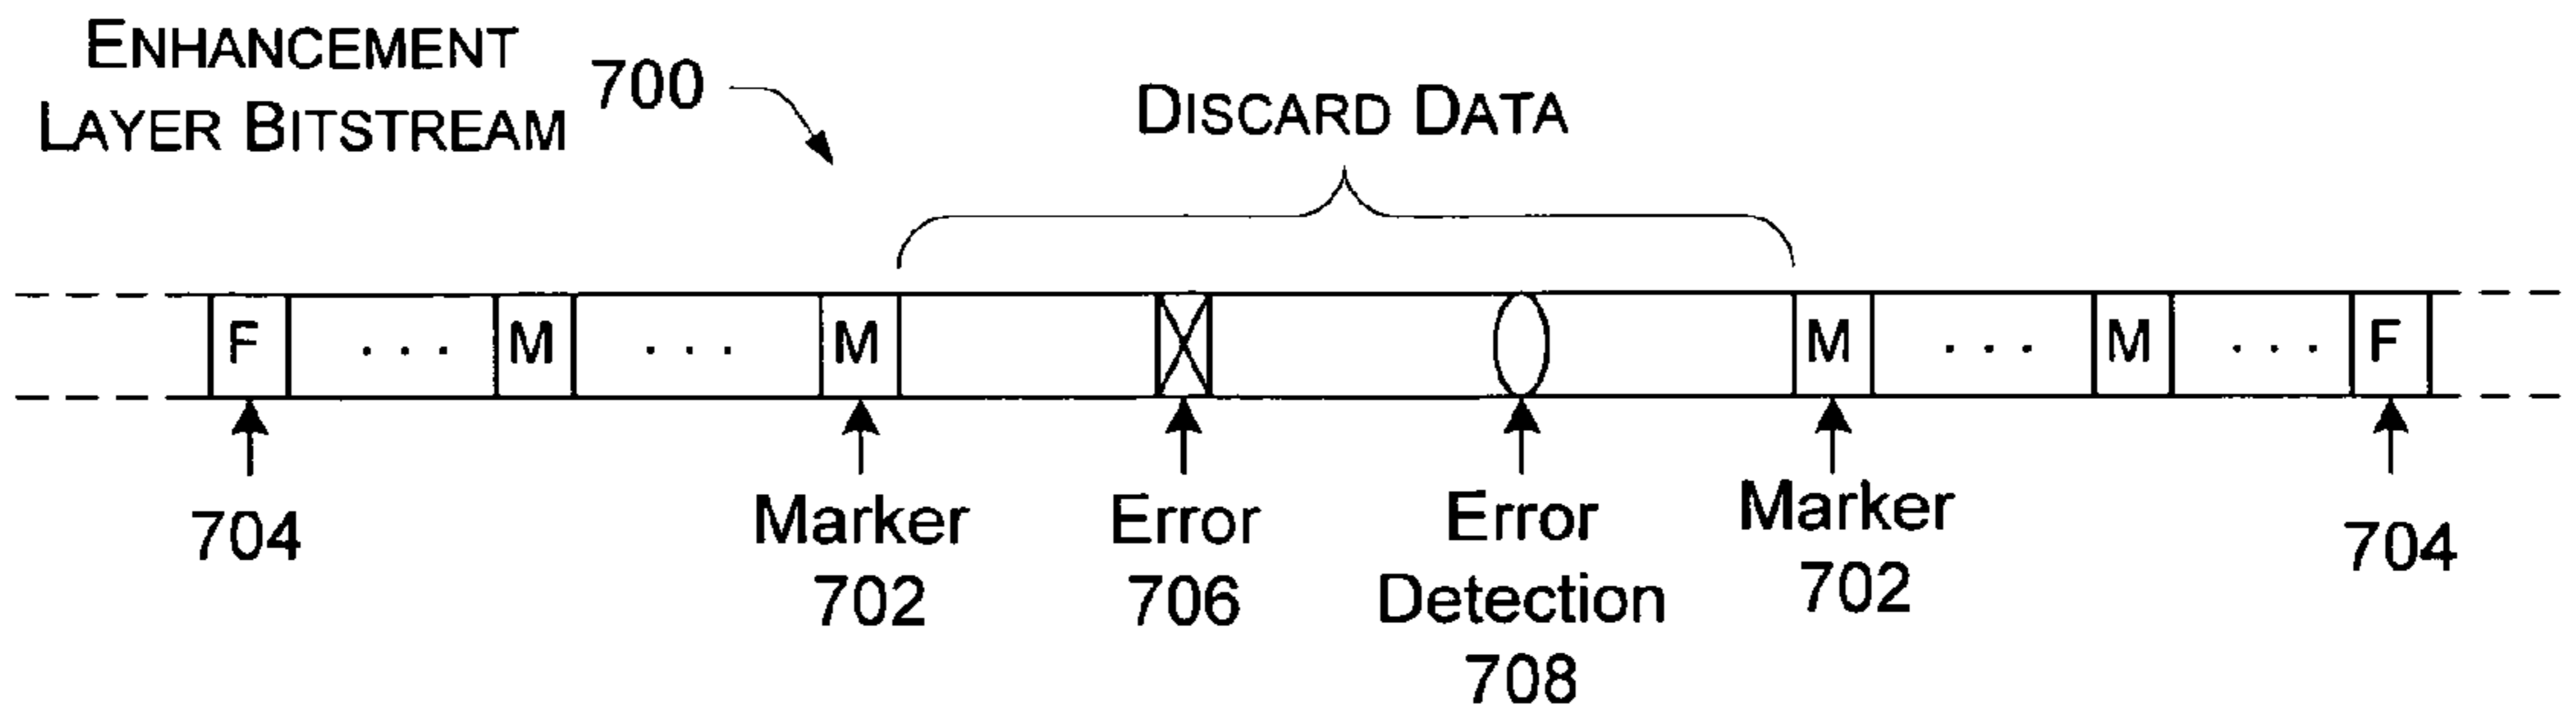 ENHANCEMENT
LAYER BITSTREAM
700
DISCARD DATA
F . . . M . . . M M . . . M . . . F
704
Marker
702
Error
706
Error
Detection
708
Marker
702
704